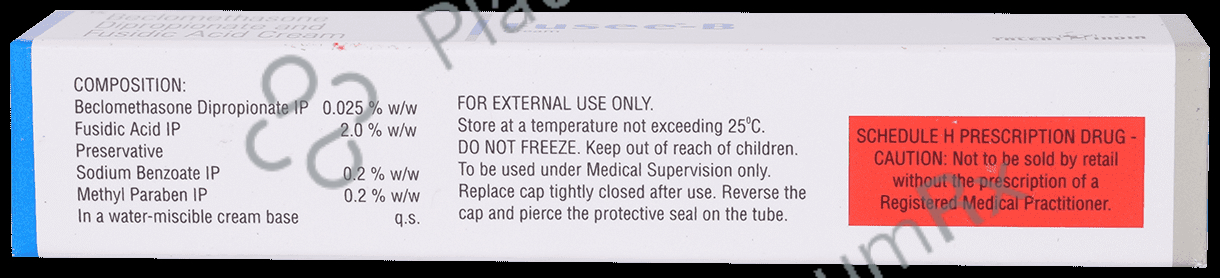 Beclomethasone
Dipropionate and
Fusidic Acid Cream
COMPOSITION:
Beclomethasone Dipropionate IP 0.025 % w/w
Fusidic Acid IP 2.0 % w/w
Preservative
Sodium Benzoate IP 0.2 % w/w
Methyl Paraben IP 0.2 % w/w
In a water-miscible cream base q.s.
FOR EXTERNAL USE ONLY.
Store at a temperature not exceeding 25⁰C.
DO NOT FREEZE. Keep out of reach of children.
To be used under Medical Supervision only.
Replace cap tightly closed after use. Reverse the
cap and pierce the protective seal on the tube.
TALENT INDIA
SCHEDULE H PRESCRIPTION DRUG -
CAUTION: Not to be sold by retail
without the prescription of a
Registered Medical Practitioner.